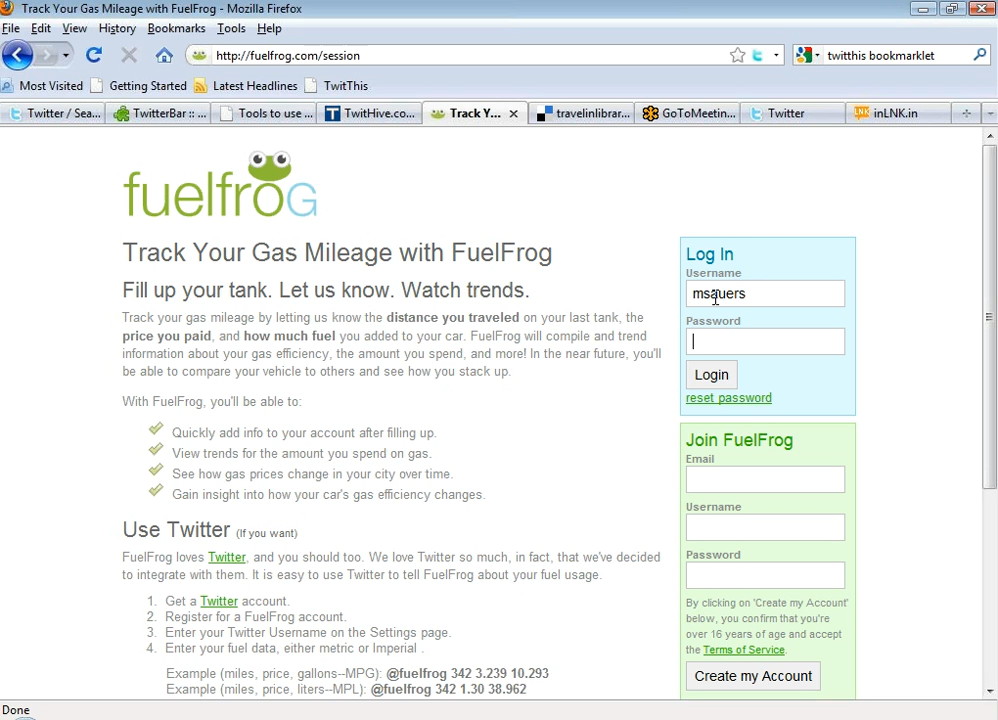 Track Your Gas Mileage with FuelFrog - Mozilla Firefox
File Edit View History Bookmarks Tools Help
http://fuelfrog.com/session
twitthis bookmarklet
Most Visited Getting Started Latest Headlines TwitThis
Twitter / Sea... TwitterBar :: ... Tools to use ... TwitHive.co... Track Y... travelinlibrar... GoToMeetin... Twitter inLNK.in
fuelfrog
Track Your Gas Mileage with FuelFrog
Fill up your tank. Let us know. Watch trends.
Track your gas mileage by letting us know the distance you traveled on your last tank, the
price you paid, and how much fuel you added to your car. FuelFrog will compile and trend
information about your gas efficiency, the amount you spend, and more! In the near future, you'll
be able to compare your vehicle to others and see how you stack up.
With FuelFrog, you'll be able to:
Quickly add info to your account after filling up.
View trends for the amount you spend on gas.
See how gas prices change in your city over time.
Gain insight into how your car's gas efficiency changes.
Use Twitter (If you want)
FuelFrog loves Twitter, and you should too. We love Twitter so much, in fact, that we've decided
to integrate with them. It is easy to use Twitter to tell FuelFrog about your fuel usage.
1. Get a Twitter account.
2. Register for a FuelFrog account.
3. Enter your Twitter Username on the Settings page.
4. Enter your fuel data, either metric or Imperial .
Example (miles, price, gallons--MPG): @fuelfrog 342 3.239 10.293
Example (miles, price, liters--MPL): @fuelfrog 342 1.30 38.962
Log In
Username
msauers
Password
Login
reset password
Join FuelFrog
Email
Username
Password
By clicking on 'Create my Account'
below, you confirm that you're
over 16 years of age and accept
the Terms of Service.
Create my Account
Done